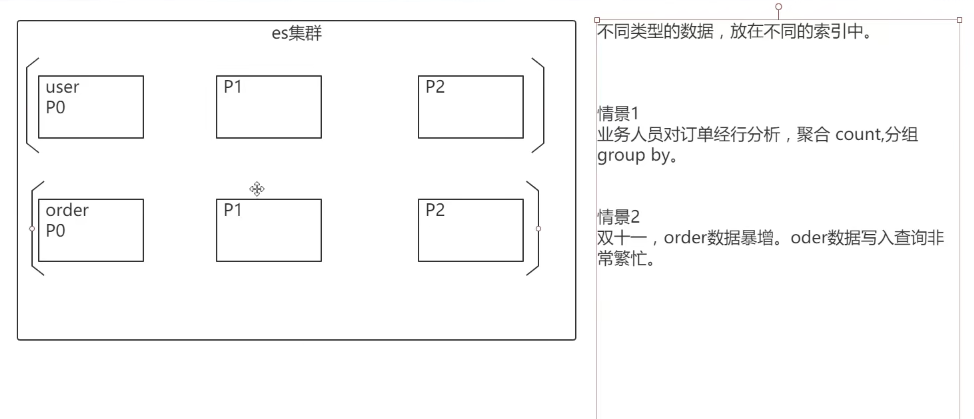 es集群
user
P0
P1
P2
order
P0
P1
P2
不同类型的数据，放在不同的索引中。
情景1
业务人员对订单经行分析，聚合 count,分组
group by。
情景2
双十一，order数据暴增。oder数据写入查询非
常繁忙。